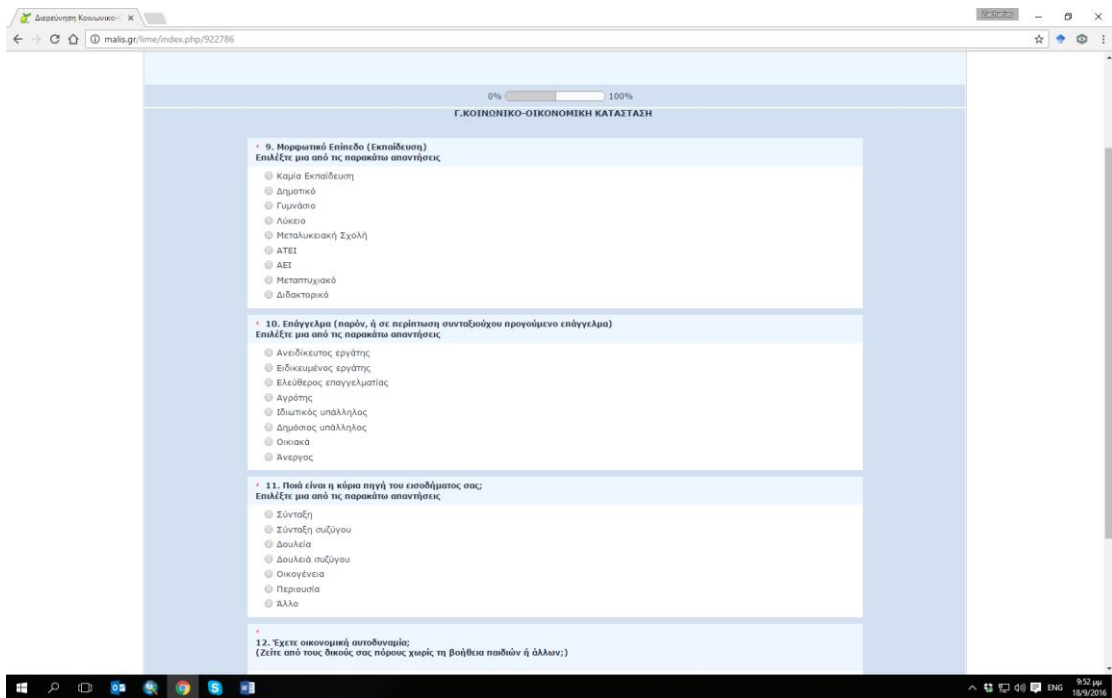 Διερεύνηση Κοινωνικο-
malis.gr/lime/index.php/922786
0% 100%
Γ.ΚΟΙΝΩΝΙΚΟ-ΟΙΚΟΝΟΜΙΚΗ ΚΑΤΑΣΤΑΣΗ
* 9. Μορφωτικό Επίπεδο (Εκπαίδευση)
Επιλέξτε μια από τις παρακάτω απαντήσεις
Καμία Εκπαίδευση
Δημοτικό
Γυμνάσιο
Λύκειο
Μεταλυκειακή Σχολή
ΑΤΕΙ
ΑΕΙ
Μεταπτυχιακό
Διδακτορικό
* 10. Επάγγελμα (παρόν, ή σε περίπτωση συνταξιούχου προγούμενο επάγγελμα)
Επιλέξτε μια από τις παρακάτω απαντήσεις
Ανειδίκευτος εργάτης
Ειδικευμένος εργάτης
Ελεύθερος επαγγελματίας
Αγρότης
Ιδιωτικός υπάλληλος
Δημόσιος υπάλληλος
Οικιακά
Άνεργος
* 11. Ποιά είναι η κύρια πηγή του εισοδήματος σας;
Επιλέξτε μια από τις παρακάτω απαντήσεις
Σύνταξη
Σύνταξη συζύγου
Δουλεία
Δουλειά συζύγου
Οικογένεια
Περιουσία
Άλλο
*
12. Έχετε οικονομική αυτοδυναμία;
(Ζείτε από τους δικούς σας πόρους χωρίς τη βοήθεια παιδιών ή άλλων;)
ENG
9:52 μμ
18/9/2016